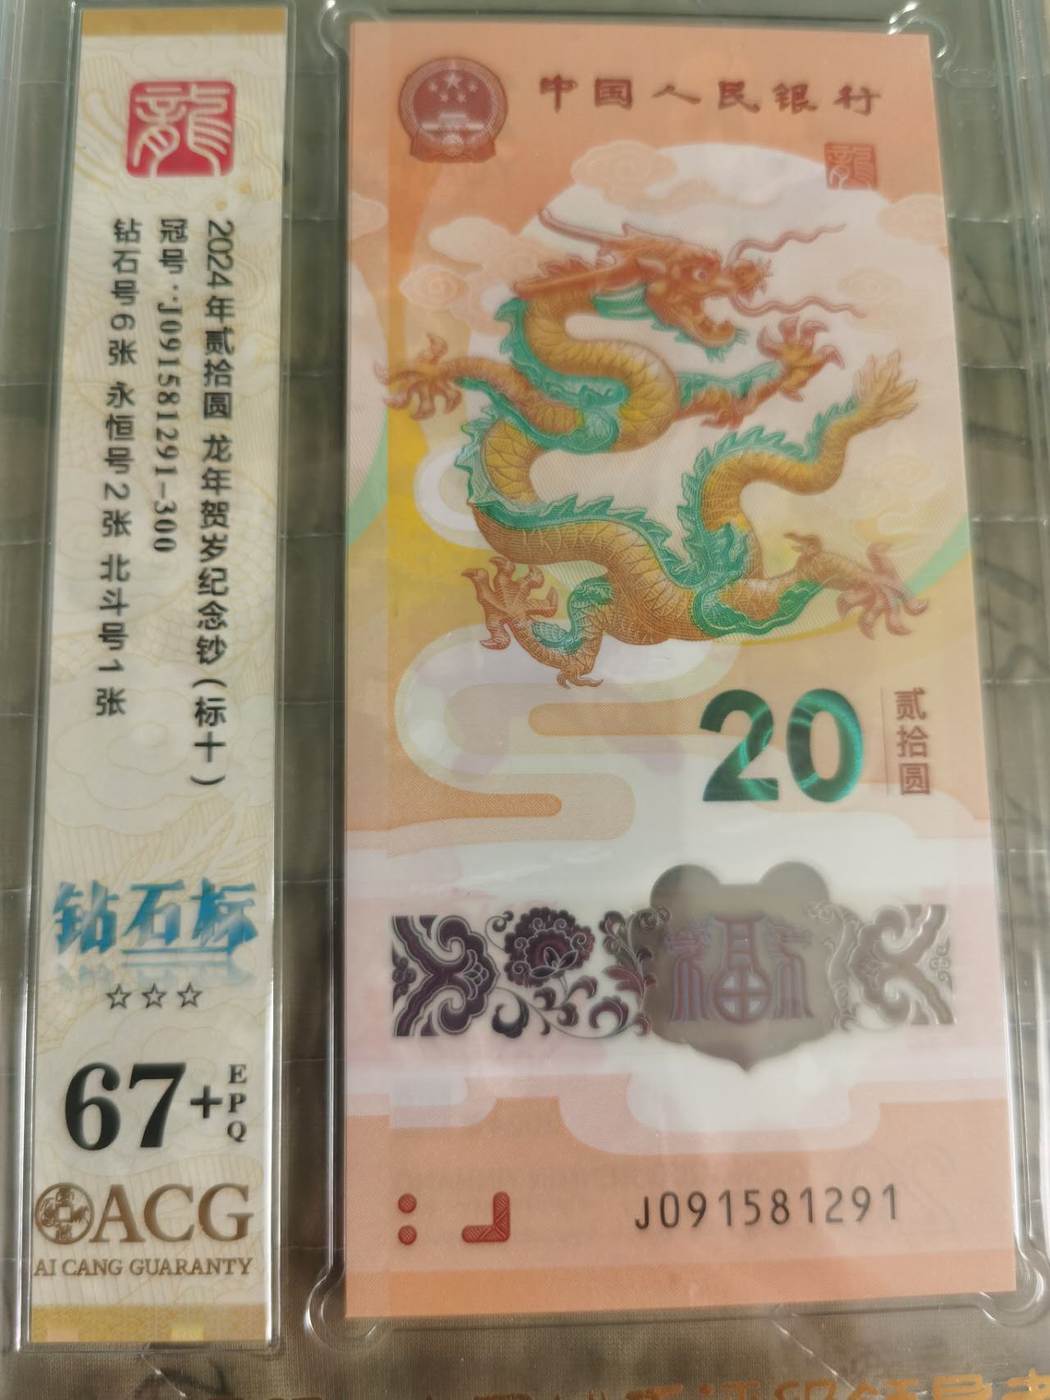 龍
2024年贰拾圆 龙年贺岁纪念钞(标十)
冠号:J091581291-300
钻石号6张 永恒号2张 北斗号1张
钻石标
☆☆☆
67+
EPQ
ACG
AI CANG GUARANTY
中国人民银行
龍
20
贰拾圆
福
J091581291